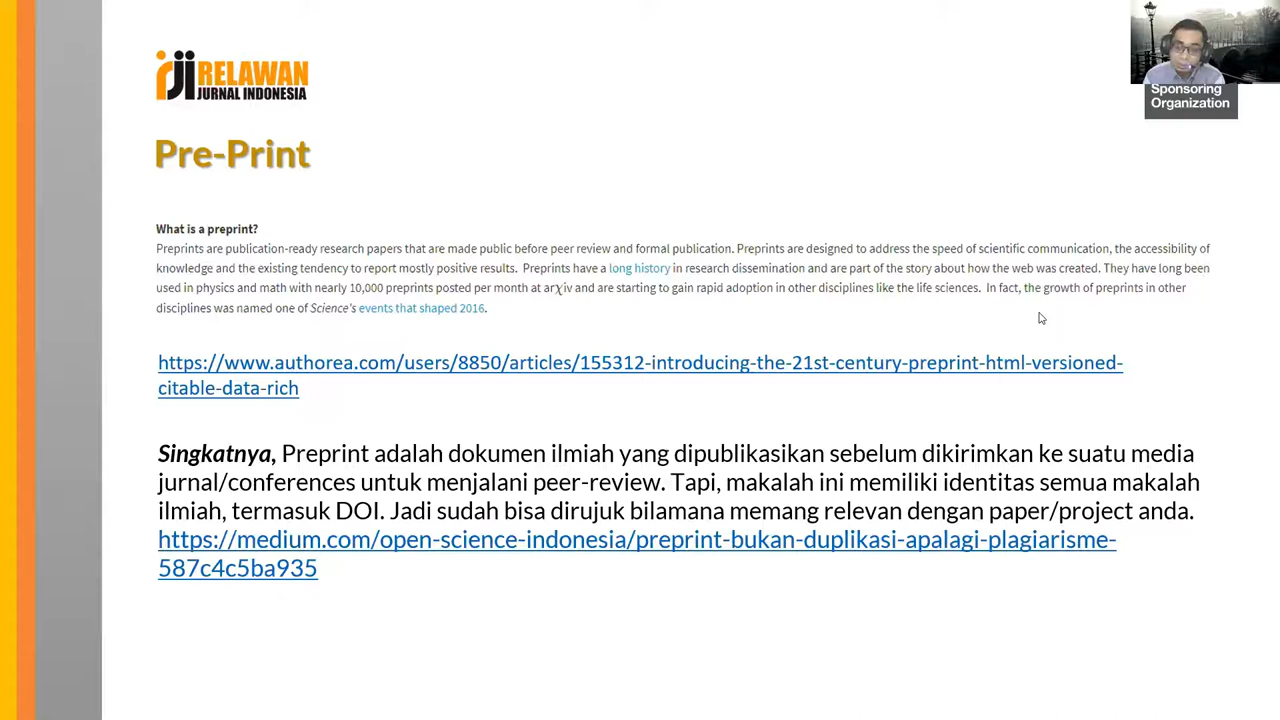 rji RELAWAN
JURNAL INDONESIA
Sponsoring
Organization
Pre-Print
What is a preprint?
Preprints are publication-ready research papers that are made public before peer review and formal publication. Preprints are designed to address the speed of scientific communication, the accessibility of
knowledge and the existing tendency to report mostly positive results. Preprints have a long history in research dissemination and are part of the story about how the web was created. They have long been
used in physics and math with nearly 10,000 preprints posted per month at arχiv and are starting to gain rapid adoption in other disciplines like the life sciences. In fact, the growth of preprints in other
disciplines was named one of Science's events that shaped 2016.
https://www.authorea.com/users/8850/articles/155312-introducing-the-21st-century-preprint-html-versioned-
citable-data-rich
Singkatnya, Preprint adalah dokumen ilmiah yang dipublikasikan sebelum dikirimkan ke suatu media
jurnal/conferences untuk menjalani peer-review. Tapi, makalah ini memiliki identitas semua makalah
ilmiah, termasuk DOI. Jadi sudah bisa dirujuk bilamana memang relevan dengan paper/project anda.
https://medium.com/open-science-indonesia/preprint-bukan-duplikasi-apalagi-plagiarisme-
587c4c5ba935